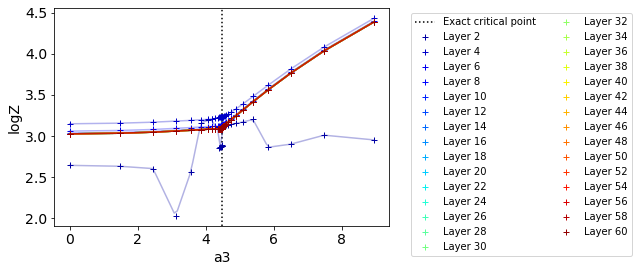 4.5
4.0
3.5
3.0
2.5
2.0
logZ
0
2
4
6
8
a3
Exact critical point
Layer 2
Layer 4
Layer 6
Layer 8
Layer 10
Layer 12
Layer 14
Layer 16
Layer 18
Layer 20
Layer 22
Layer 24
Layer 26
Layer 28
Layer 30
Layer 32
Layer 34
Layer 36
Layer 38
Layer 40
Layer 42
Layer 44
Layer 46
Layer 48
Layer 50
Layer 52
Layer 54
Layer 56
Layer 58
Layer 60